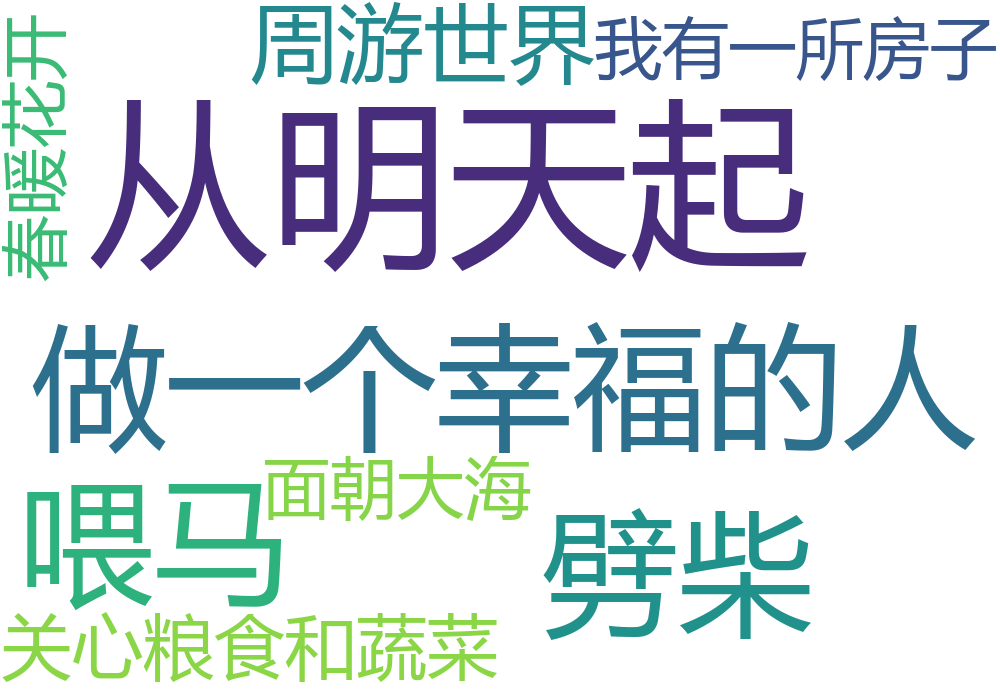 周游世界
我有一所房子
春暖花开
从明天起
做一个幸福的人
面朝大海
喂马
劈柴
关心粮食和蔬菜